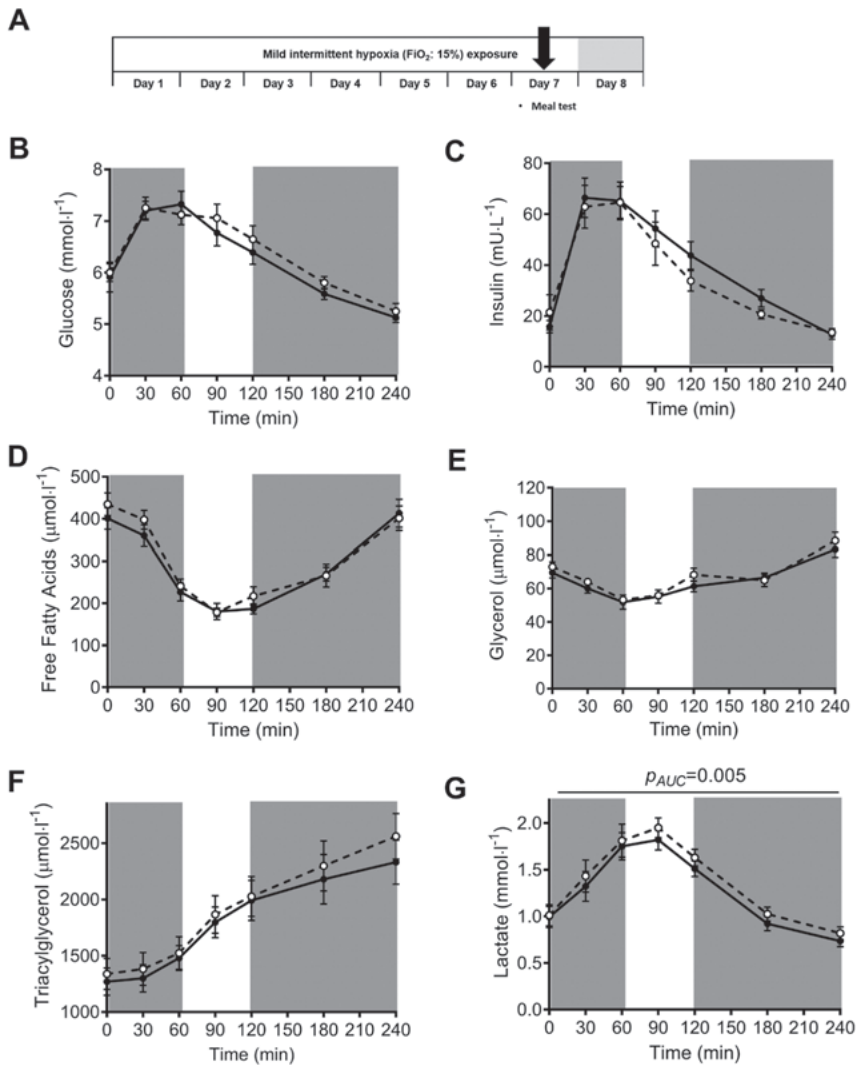 A
Mild intermittent hypoxia (FiO₂: 15%) exposure
Day 1 Day 2 Day 3 Day 4 Day 5 Day 6 Day 7 Day 8
• Meal test
B
Glucose (mmol·l⁻¹)
8
7
6
5
4
0 30 60 90 120 150 180 210 240
Time (min)
C
Insulin (mU·L⁻¹)
80
60
40
20
0
0 30 60 90 120 150 180 210 240
Time (min)
D
Free Fatty Acids (μmol·l⁻¹)
500
400
300
200
100
0
0 30 60 90 120 150 180 210 240
Time (min)
E
Glycerol (μmol·l⁻¹)
120
100
80
60
40
20
0
0 30 60 90 120 150 180 210 240
Time (min)
F
Triacylglycerol (μmol·l⁻¹)
2500
2000
1500
1000
0 30 60 90 120 150 180 210 240
Time (min)
G
pAUC=0.005
Lactate (mmol·l⁻¹)
2.0
1.5
1.0
0.5
0.0
0 30 60 90 120 150 180 210 240
Time (min)